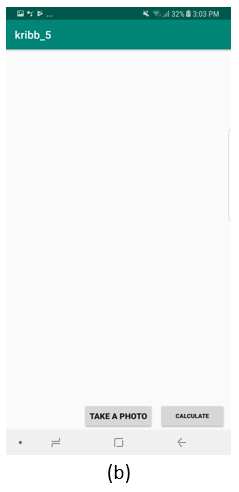 ... 32% 3:03 PM
kribb_5
TAKE A PHOTO CALCULATE
(b)